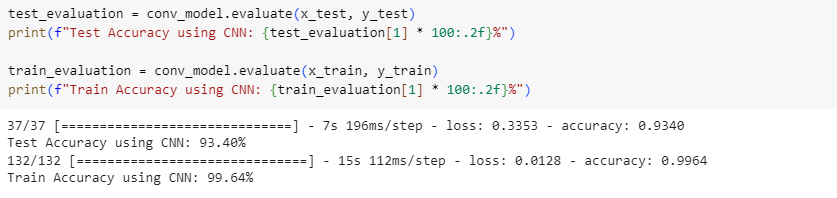 test_evaluation = conv_model.evaluate(x_test, y_test)
print(f"Test Accuracy using CNN: {test_evaluation[1] * 100:.2f}%")
train_evaluation = conv_model.evaluate(x_train, y_train)
print(f"Train Accuracy using CNN: {train_evaluation[1] * 100:.2f}%")
37/37 [==============================] - 7s 196ms/step - loss: 0.3353 - accuracy: 0.9340
Test Accuracy using CNN: 93.40%
132/132 [==============================] - 15s 112ms/step - loss: 0.0128 - accuracy: 0.9964
Train Accuracy using CNN: 99.64%